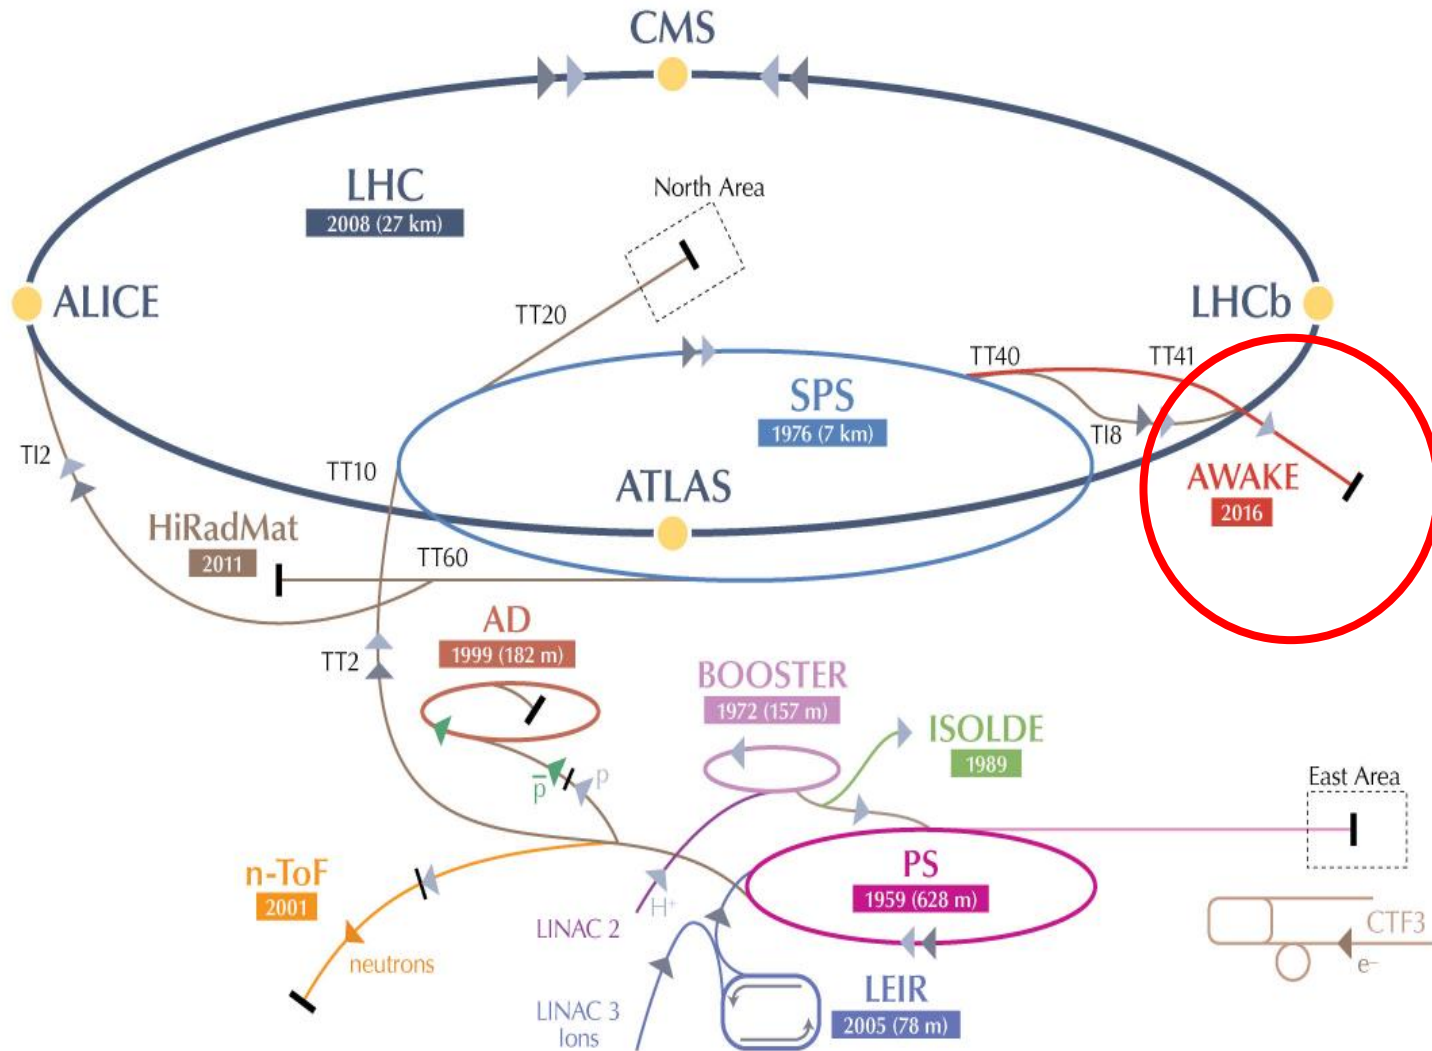 CMS
LHC
2008 (27 km)
North Area
ALICE
TT20
LHCb
TT40
TT41
SPS
1976 (7 km)
TI8
TI2
TT10
ATLAS
AWAKE
2016
HiRadMat
2011
TT60
AD
1999 (182 m)
TT2
BOOSTER
1972 (157 m)
ISOLDE
1989
p̅
p
East Area
n-ToF
2001
PS
1959 (628 m)
H⁺
LINAC 2
CTF3
neutrons
e⁻
LEIR
2005 (78 m)
LINAC 3
Ions